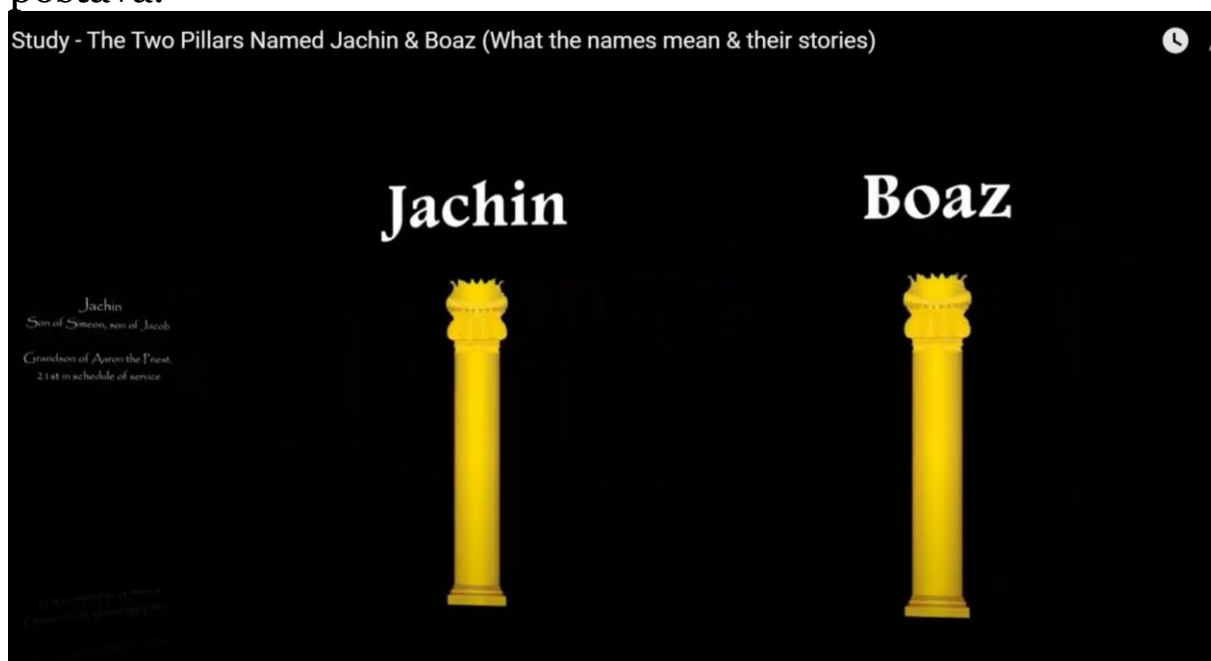 postava.
Study - The Two Pillars Named Jachin & Boaz (What the names mean & their stories)
Jachin
Boaz
Jachin
Son of Simeon, son of Jacob
Grandson of Aaron the Priest,
21st in schedule of service